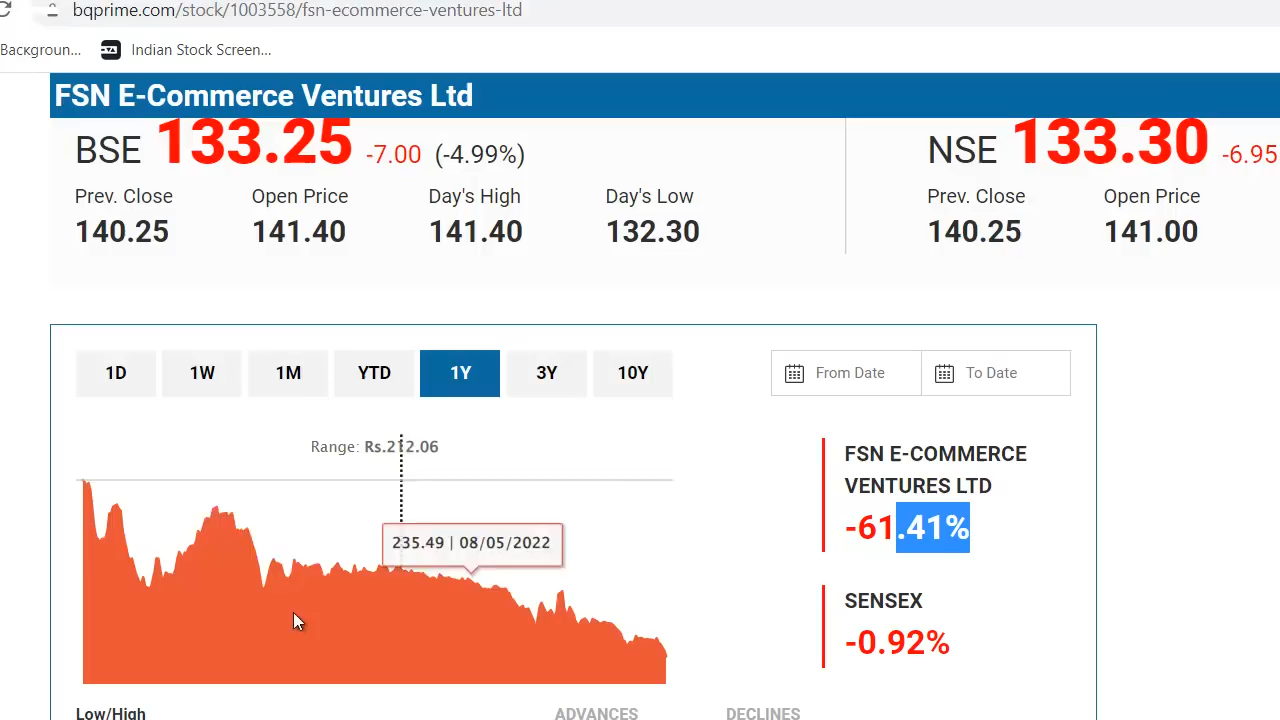 bqprime.com/stock/1003558/fsn-ecommerce-ventures-ltd
Backgroun... Indian Stock Screen...
FSN E-Commerce Ventures Ltd
BSE 133.25 -7.00 (-4.99%)
NSE 133.30 -6.95
Prev. Close Open Price Day's High Day's Low
140.25 141.40 141.40 132.30
Prev. Close Open Price
140.25 141.00
1D 1W 1M YTD 1Y 3Y 10Y
From Date To Date
Range: Rs.212.06
235.49 | 08/05/2022
FSN E-COMMERCE
VENTURES LTD
-61.41%
SENSEX
-0.92%
Low/High ADVANCES DECLINES